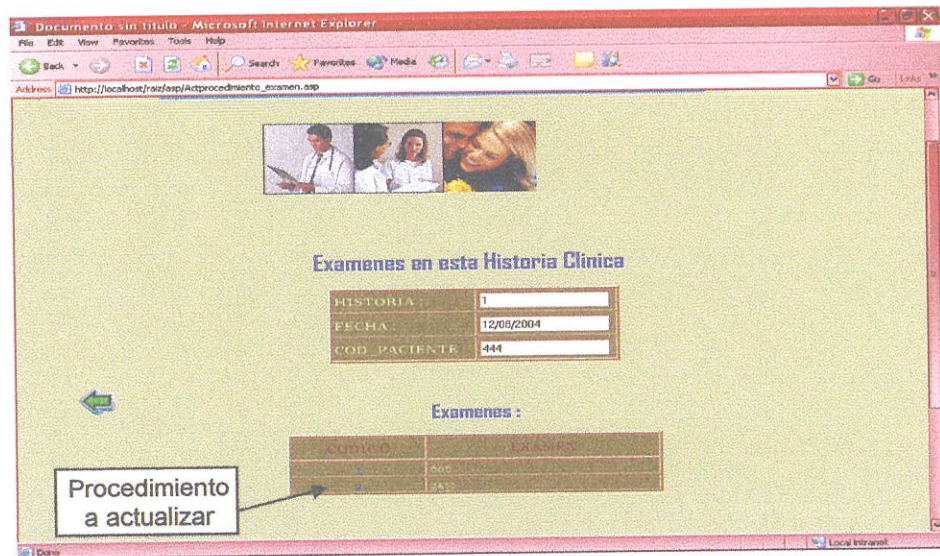 Documento sin título - Microsoft Internet Explorer
File Edit View Favorites Tools Help
Back Search Favorites Media
Address http://localhost/raiz/asp/Actprocedimiento_examen.asp Go Links
Examenes en esta Historia Clinica
HISTORIA : 1
FECHA : 12/08/2004
COD_PACIENTE 444
Examenes :
CODIGO EXAMEN
Procedimiento
a actualizar
Done Local intranet